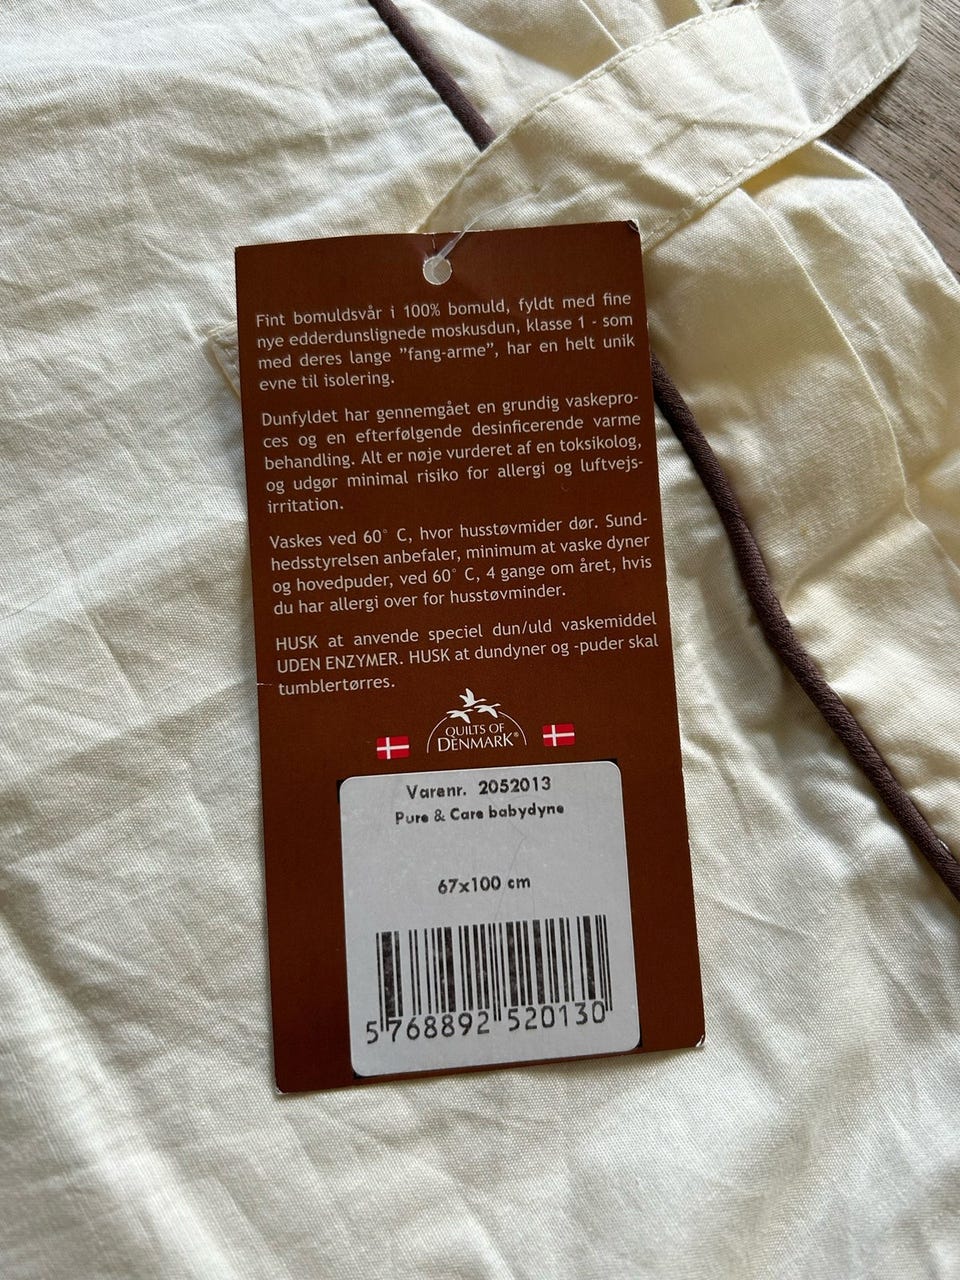 Fint bomuldsvår i 100% bomuld, fyldt med fine
nye edderdunslignede moskusdun, klasse 1 - som
med deres lange ”fang-arme”, har en helt unik
evne til isolering.
Dunfyldet har gennemgået en grundig vaskepro-
ces og en efterfølgende desinficerende varme
behandling. Alt er nøje vurderet af en toksikolog,
og udgør minimal risiko for allergi og luftvejs-
irritation.
Vaskes ved 60° C, hvor husstøvmider dør. Sund-
hedsstyrelsen anbefaler, minimum at vaske dyner
og hovedpuder, ved 60° C, 4 gange om året, hvis
du har allergi over for husstøvminder.
HUSK at anvende speciel dun/uld vaskemiddel
UDEN ENZYMER. HUSK at dundyner og -puder skal
tumblertørres.
QUILTS OF
DENMARK®
Varenr. 2052013
Pure & Care babydyne
67x100 cm
5 768892 520130